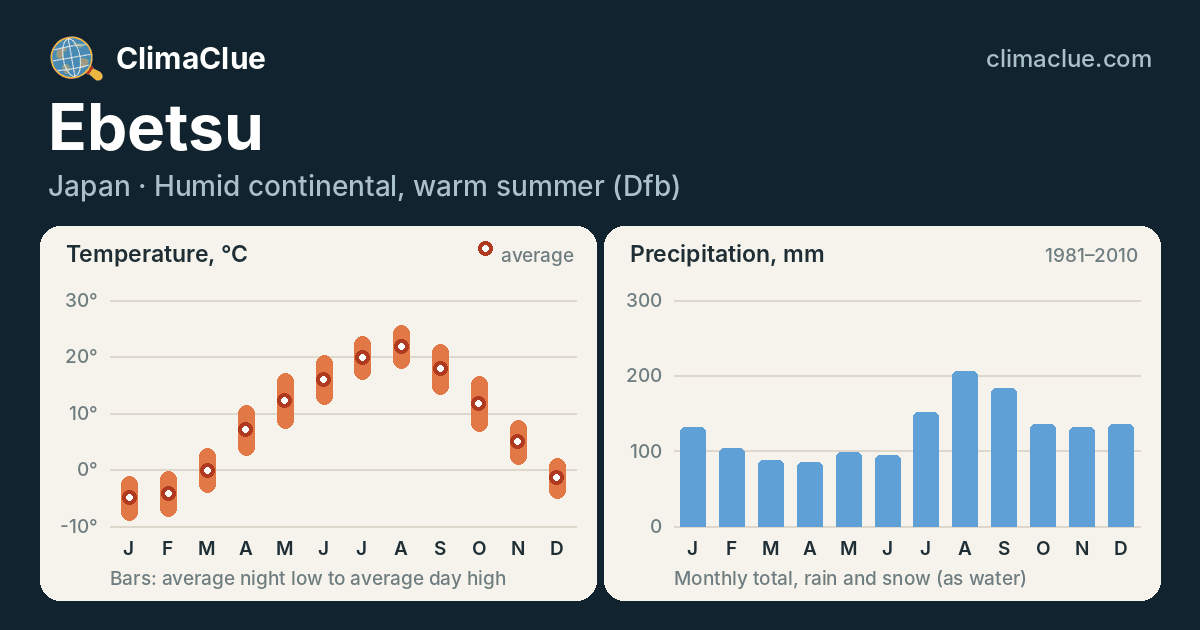 ClimaClue
climaclue.com
Ebetsu
Japan · Humid continental, warm summer (Dfb)
Temperature, °C
average
30°
20°
10°
0°
-10°
J F M A M J J A S O N D
Bars: average night low to average day high
Precipitation, mm
1981–2010
300
200
100
0
J F M A M J J A S O N D
Monthly total, rain and snow (as water)